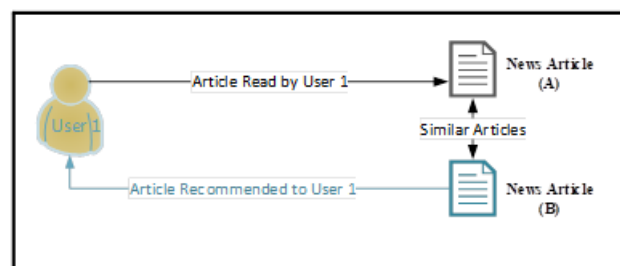 Article Read by User 1
News Article
(A)
User 1
Similar Articles
Article Recommended to User 1
News Article
(B)